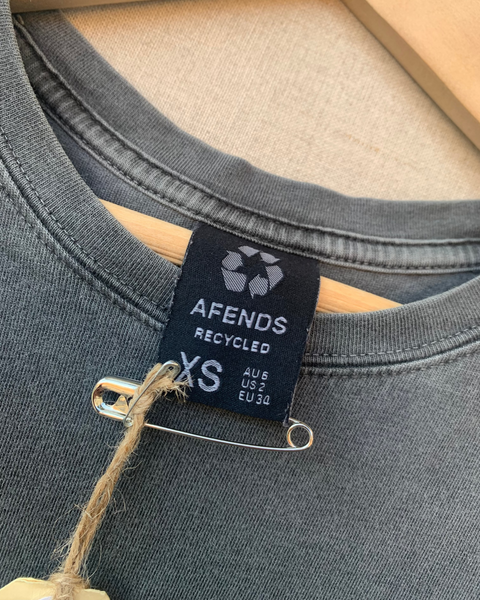 AFENDS
RECYCLED
XS
AU 6
US 2
EU 34